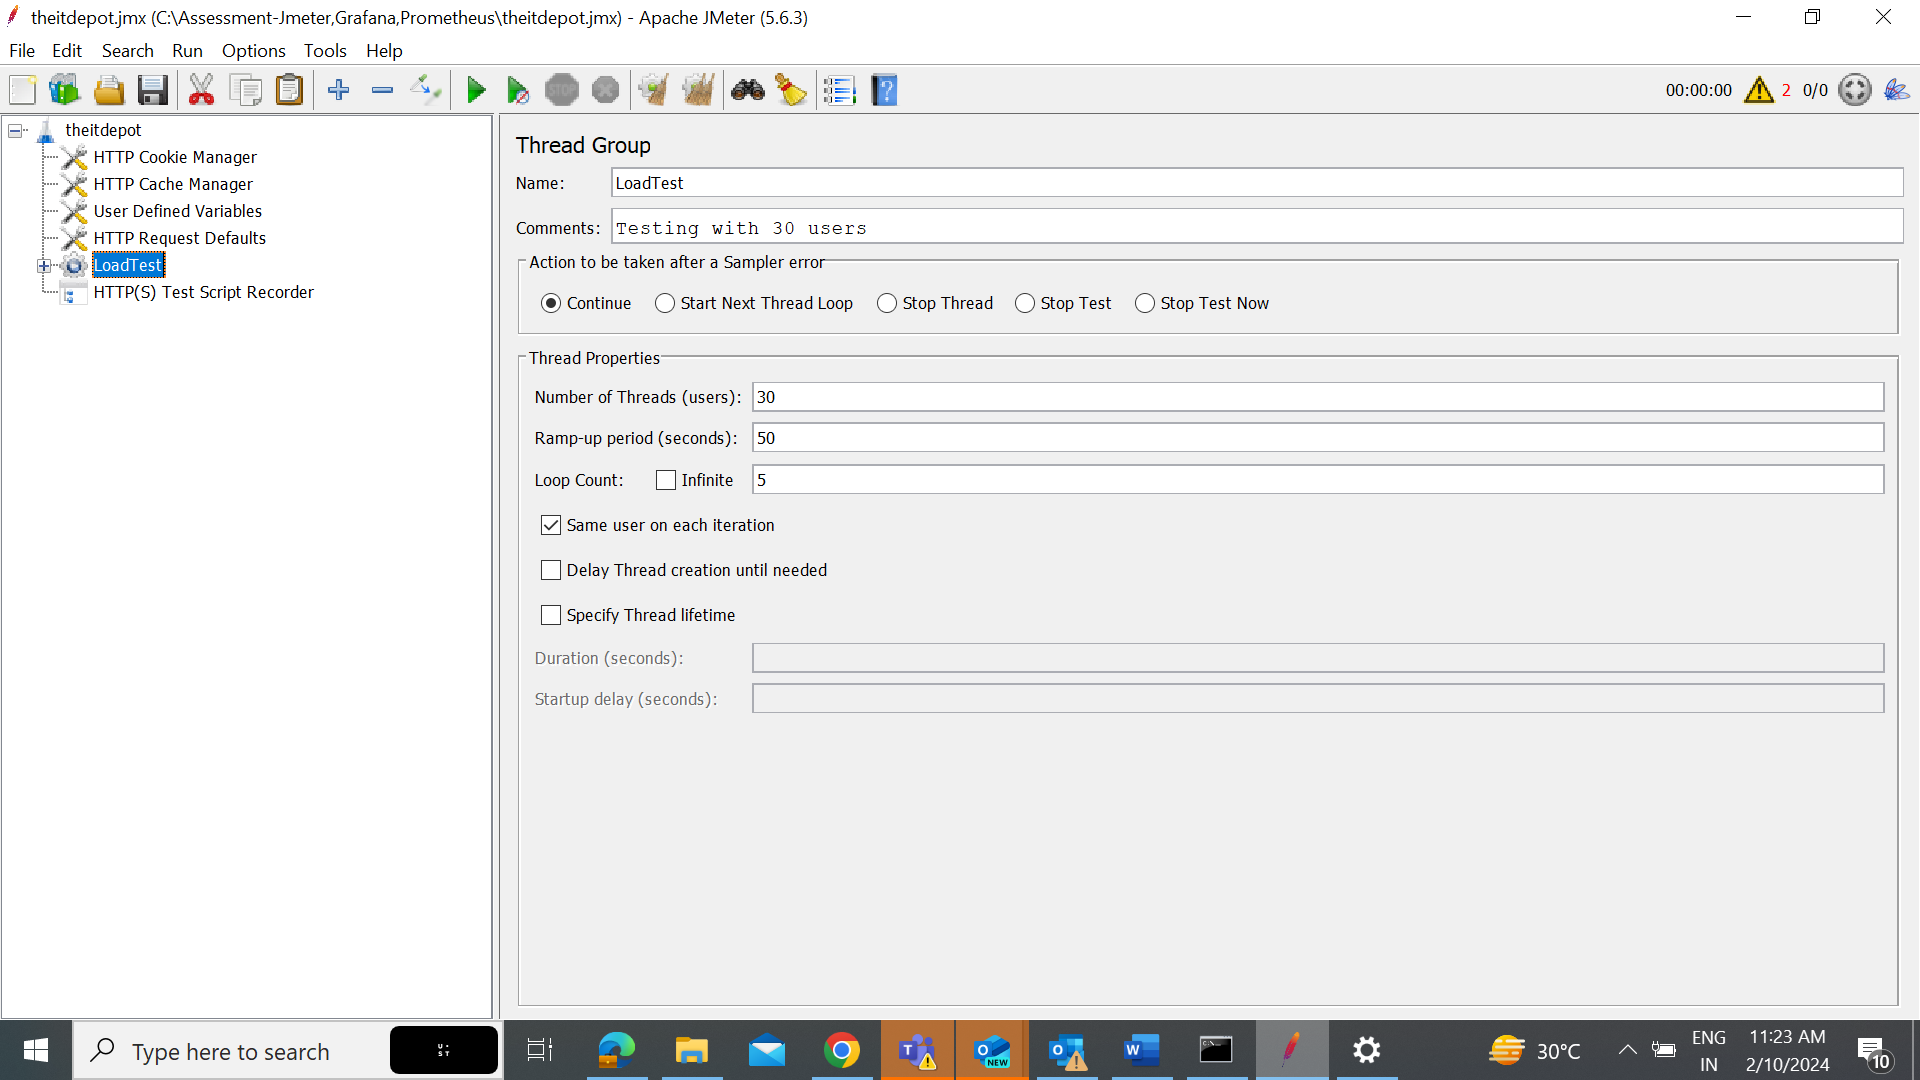 theitdepot.jmx (C:\Assessment-Jmeter,Grafana,Prometheus\theitdepot.jmx) - Apache JMeter (5.6.3)
File Edit Search Run Options Tools Help
STOP
00:00:00 2 0/0
theitdepot
HTTP Cookie Manager
HTTP Cache Manager
User Defined Variables
HTTP Request Defaults
LoadTest
HTTP(S) Test Script Recorder
Thread Group
Name: LoadTest
Comments: Testing with 30 users
Action to be taken after a Sampler error
Continue Start Next Thread Loop Stop Thread Stop Test Stop Test Now
Thread Properties
Number of Threads (users): 30
Ramp-up period (seconds): 50
Loop Count: Infinite 5
Same user on each iteration
Delay Thread creation until needed
Specify Thread lifetime
Duration (seconds):
Startup delay (seconds):
Type here to search
NEW
30°C
ENG
IN
11:23 AM
2/10/2024
10